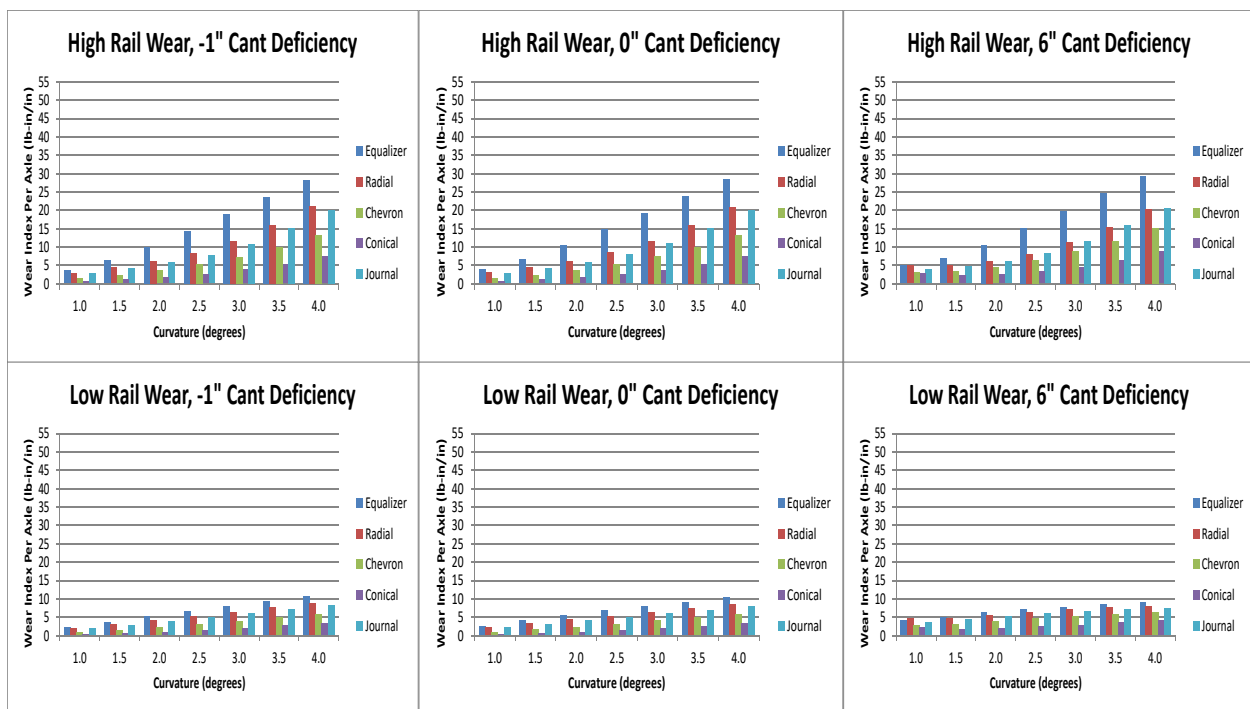 High Rail Wear, -1" Cant Deficiency
Wear Index Per Axle (lb-in/in)
55
50
45
40
35
30
25
20
15
10
5
0
1.0 1.5 2.0 2.5 3.0 3.5 4.0
Curvature (degrees)
Equalizer
Radial
Chevron
Conical
Journal
High Rail Wear, 0" Cant Deficiency
Wear Index Per Axle (lb-in/in)
55
50
45
40
35
30
25
20
15
10
5
0
1.0 1.5 2.0 2.5 3.0 3.5 4.0
Curvature (degrees)
Equalizer
Radial
Chevron
Conical
Journal
High Rail Wear, 6" Cant Deficiency
Wear Index Per Axle (lb-in/in)
55
50
45
40
35
30
25
20
15
10
5
0
1.0 1.5 2.0 2.5 3.0 3.5 4.0
Curvature (degrees)
Equalizer
Radial
Chevron
Conical
Journal
Low Rail Wear, -1" Cant Deficiency
Wear Index Per Axle (lb-in/in)
55
50
45
40
35
30
25
20
15
10
5
0
1.0 1.5 2.0 2.5 3.0 3.5 4.0
Curvature (degrees)
Equalizer
Radial
Chevron
Conical
Journal
Low Rail Wear, 0" Cant Deficiency
Wear Index Per Axle (lb-in/in)
55
50
45
40
35
30
25
20
15
10
5
0
1.0 1.5 2.0 2.5 3.0 3.5 4.0
Curvature (degrees)
Equalizer
Radial
Chevron
Conical
Journal
Low Rail Wear, 6" Cant Deficiency
Wear Index Per Axle (lb-in/in)
55
50
45
40
35
30
25
20
15
10
5
0
1.0 1.5 2.0 2.5 3.0 3.5 4.0
Curvature (degrees)
Equalizer
Radial
Chevron
Conical
Journal